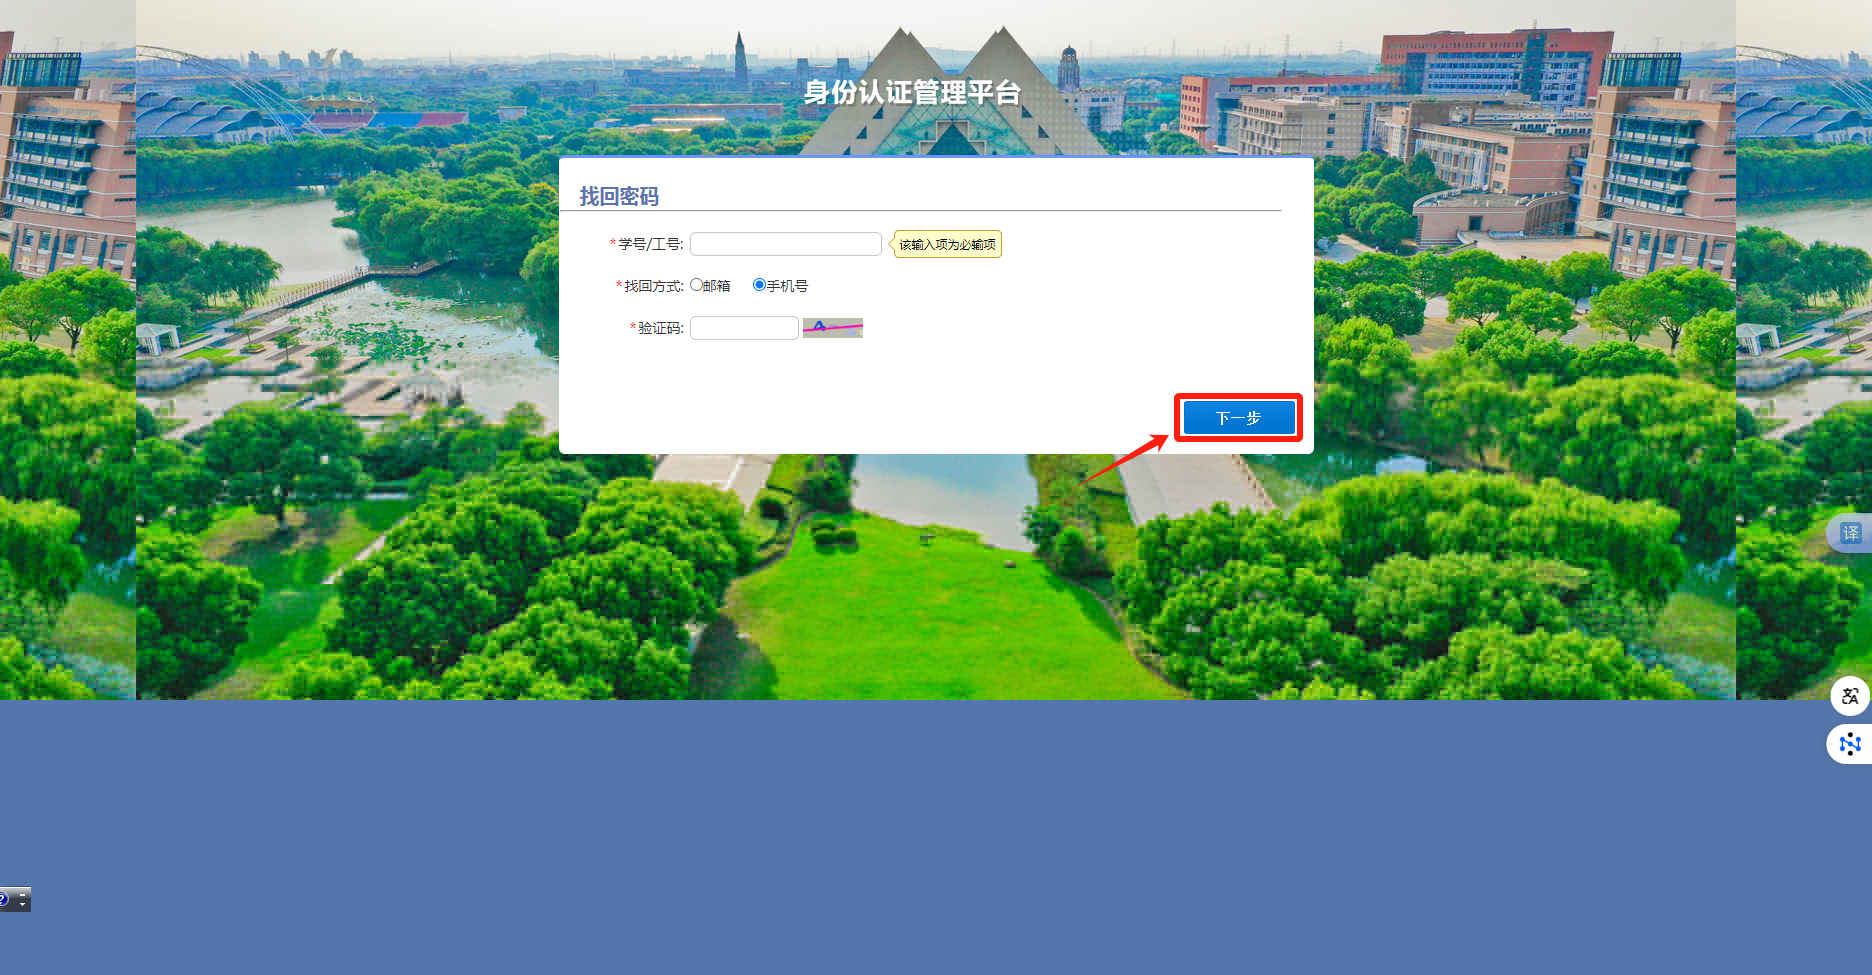 身份认证管理平台
找回密码
*学号/工号: 该输入项为必输项
*找回方式: 邮箱 手机号
*验证码:
下一步
译